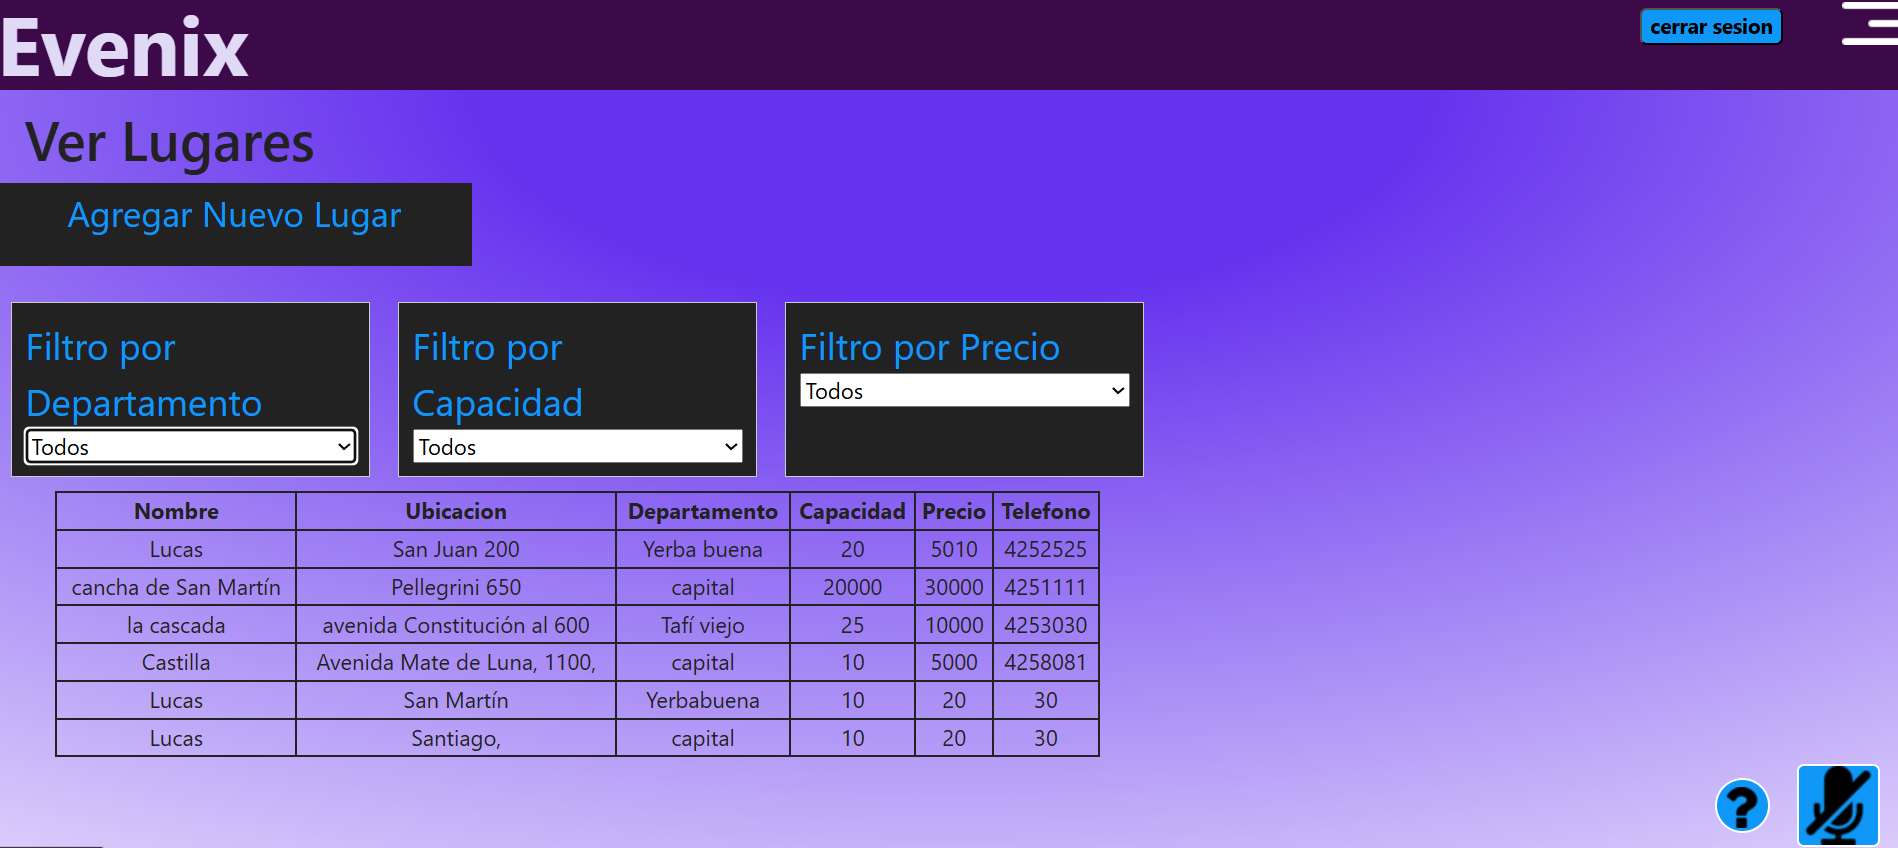 Evenix
cerrar sesion
Ver Lugares
Agregar Nuevo Lugar
Filtro por
Departamento
Todos
Filtro por
Capacidad
Todos
Filtro por Precio
Todos
Nombre Ubicacion Departamento Capacidad Precio Telefono
Lucas San Juan 200 Yerba buena 20 5010 4252525
cancha de San Martín Pellegrini 650 capital 20000 30000 4251111
la cascada avenida Constitución al 600 Tafí viejo 25 10000 4253030
Castilla Avenida Mate de Luna, 1100, capital 10 5000 4258081
Lucas San Martín Yerbabuena 10 20 30
Lucas Santiago, capital 10 20 30
?